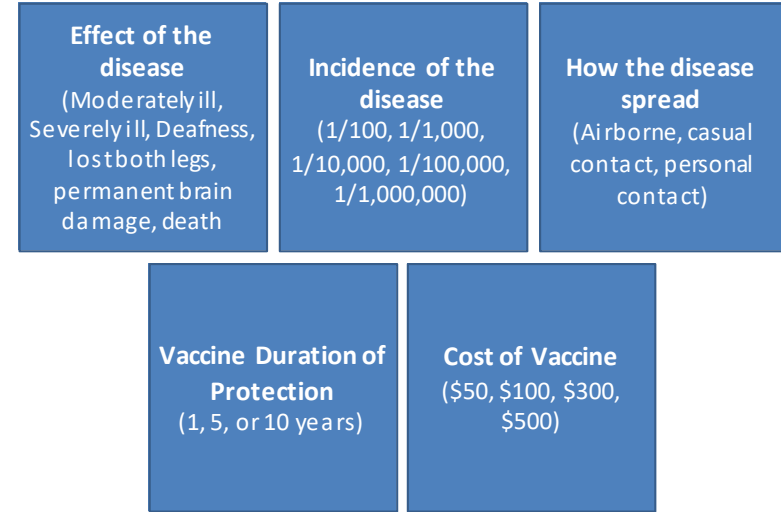 Effect of the
disease
(Moderately ill,
Severely ill, Deafness,
lost both legs,
permanent brain
damage, death
Incidence of the
disease
(1/100, 1/1,000,
1/10,000, 1/100,000,
1/1,000,000)
How the disease
spread
(Airborne, casual
contact, personal
contact)
Vaccine Duration of
Protection
(1, 5, or 10 years)
Cost of Vaccine
($50, $100, $300,
$500)